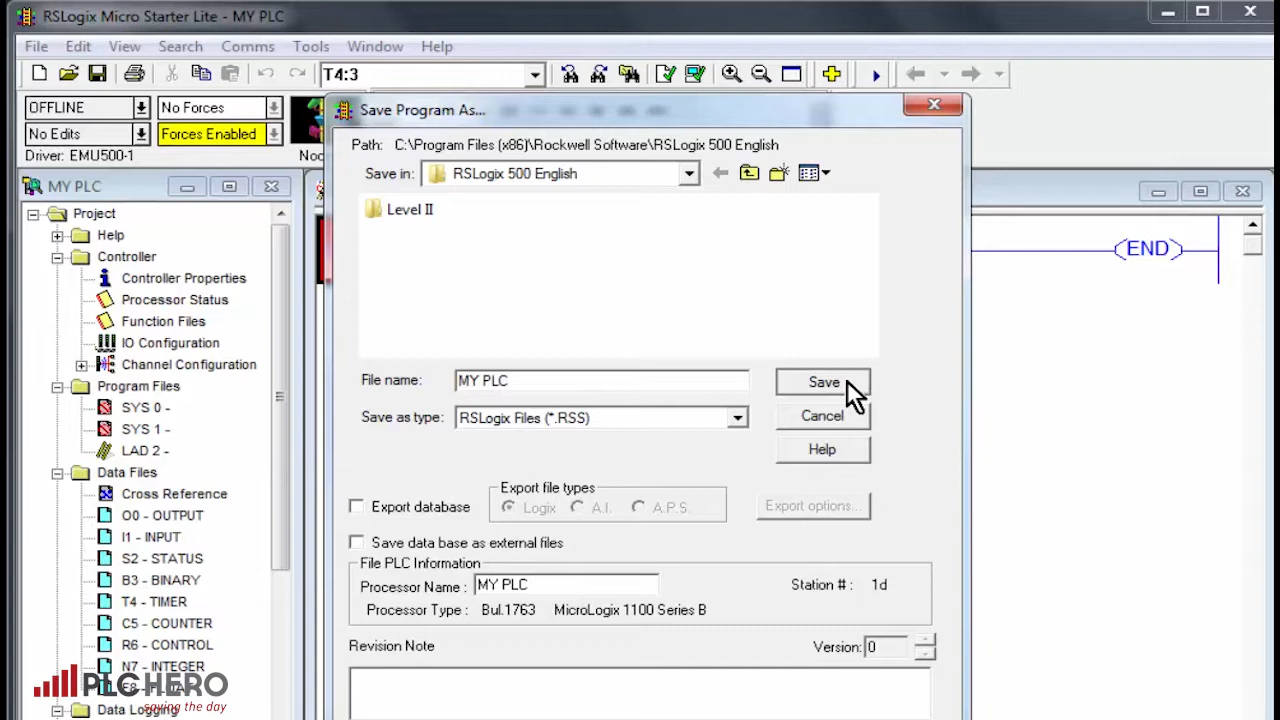 RSLogix Micro Starter Lite - MY PLC
File Edit View Search Comms Tools Window Help
T4:3
OFFLINE No Forces
No Edits Forces Enabled
Driver: EMU500-1
MY PLC
Project
Help
Controller
Controller Properties
Processor Status
Function Files
IO Configuration
Channel Configuration
Program Files
SYS 0 -
SYS 1 -
LAD 2 -
Data Files
Cross Reference
O0 - OUTPUT
I1 - INPUT
S2 - STATUS
B3 - BINARY
T4 - TIMER
C5 - COUNTER
R6 - CONTROL
N7 - INTEGER
Data Logging
PLC HERO
saving the day
Save Program As...
Path: C:\Program Files (x86)\Rockwell Software\RSLogix 500 English
Save in: RSLogix 500 English
Level II
File name: MY PLC Save
Save as type: RSLogix Files (*.RSS) Cancel
Help
Export file types
Export database Logix A.I. A.P.S. Export options...
Save data base as external files
File PLC Information
Processor Name : MY PLC Station # : 1d
Processor Type : Bul.1763 MicroLogix 1100 Series B
Revision Note Version: 0
(END)